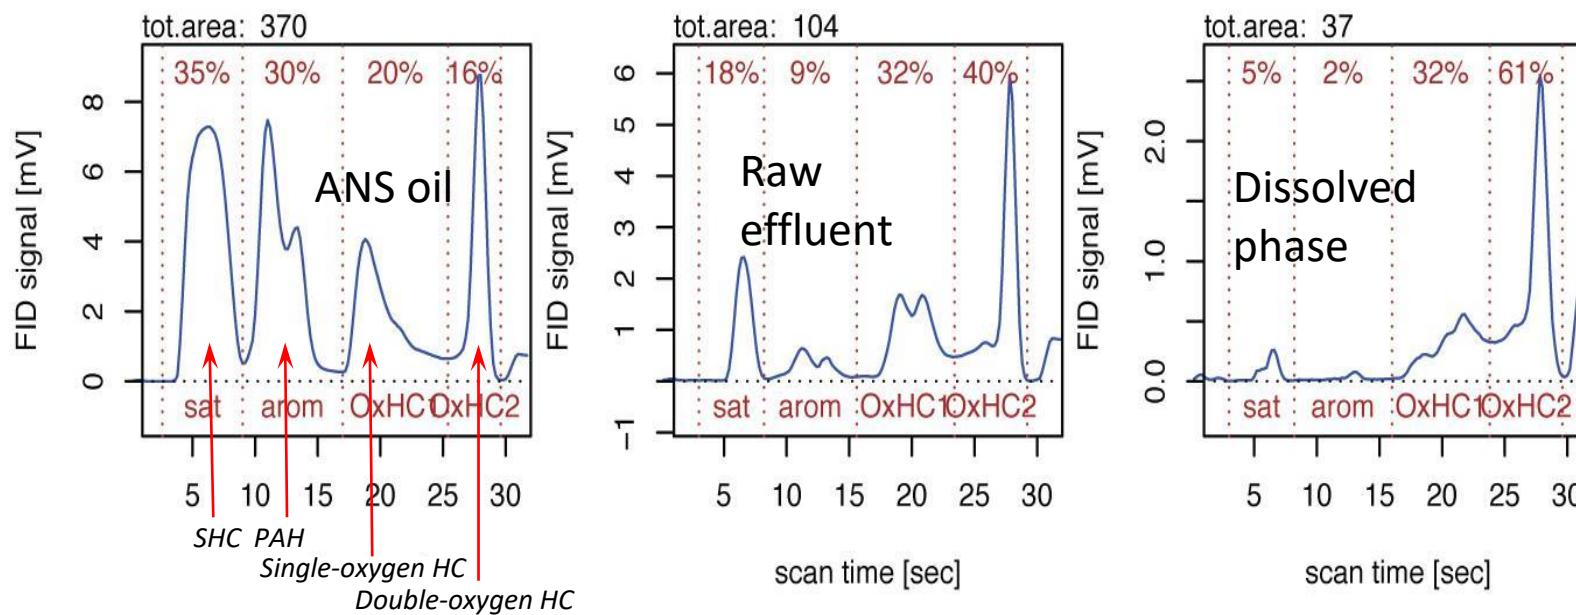 tot.area: 370
35% 30% 20% 16%
8
6
4
2
0
FID signal [mV]
ANS oil
sat arom OxHC1 OxHC2
5 10 15 20 25 30
SHC PAH
Single-oxygen HC
Double-oxygen HC
tot.area: 104
18% 9% 32% 40%
6
5
4
3
2
1
-1
FID signal [mV]
Raw
effluent
sat arom OxHC1 OxHC2
5 10 15 20 25 30
scan time [sec]
tot.area: 37
5% 2% 32% 61%
2.0
1.0
0.0
FID signal [mV]
Dissolved
phase
sat arom OxHC1 OxHC2
5 10 15 20 25 30
scan time [sec]